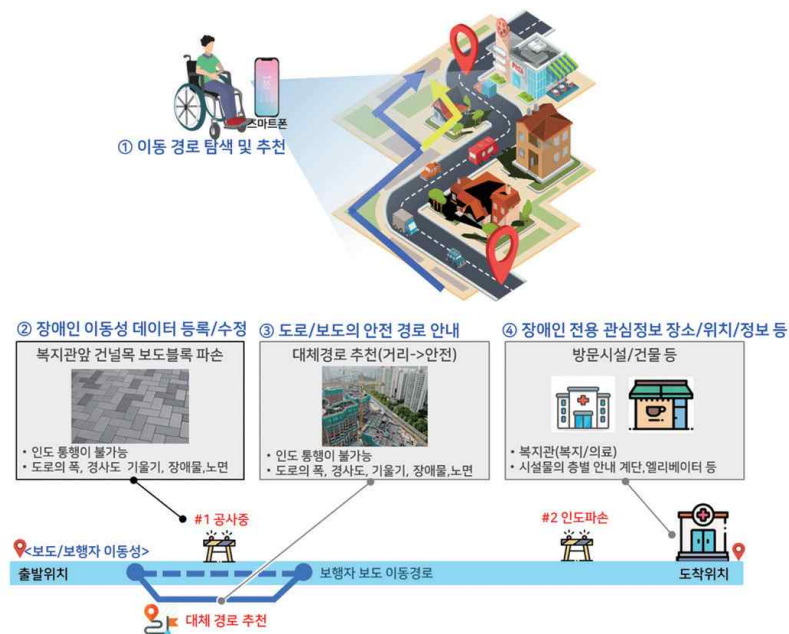 스마트폰
① 이동 경로 탐색 및 추천
② 장애인 이동성 데이터 등록/수정
복지관앞 건널목 보도블록 파손
• 인도 통행이 불가능
• 도로의 폭, 경사도 기울기, 장애물,노면
③ 도로/보도의 안전 경로 안내
대체경로 추천(거리->안전)
• 인도 통행이 불가능
• 도로의 폭, 경사도 기울기, 장애물,노면
④ 장애인 전용 관심정보 장소/위치/정보 등
방문시설/건물 등
• 복지관(복지/의료)
• 시설물의 층별 안내 계단,엘리베이터 등
#1 공사중
#2 인도파손
<보도/보행자 이동성>
출발위치
보행자 보도 이동경로
도착위치
대체 경로 추천